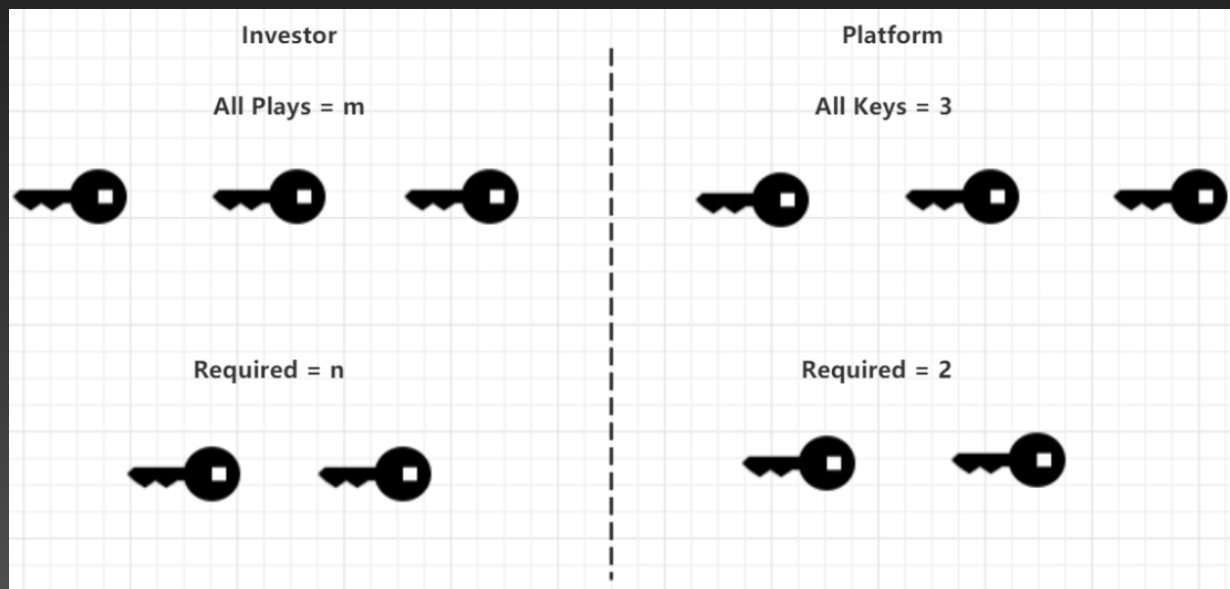 Investor
All Plays = m
Required = n
Platform
All Keys = 3
Required = 2